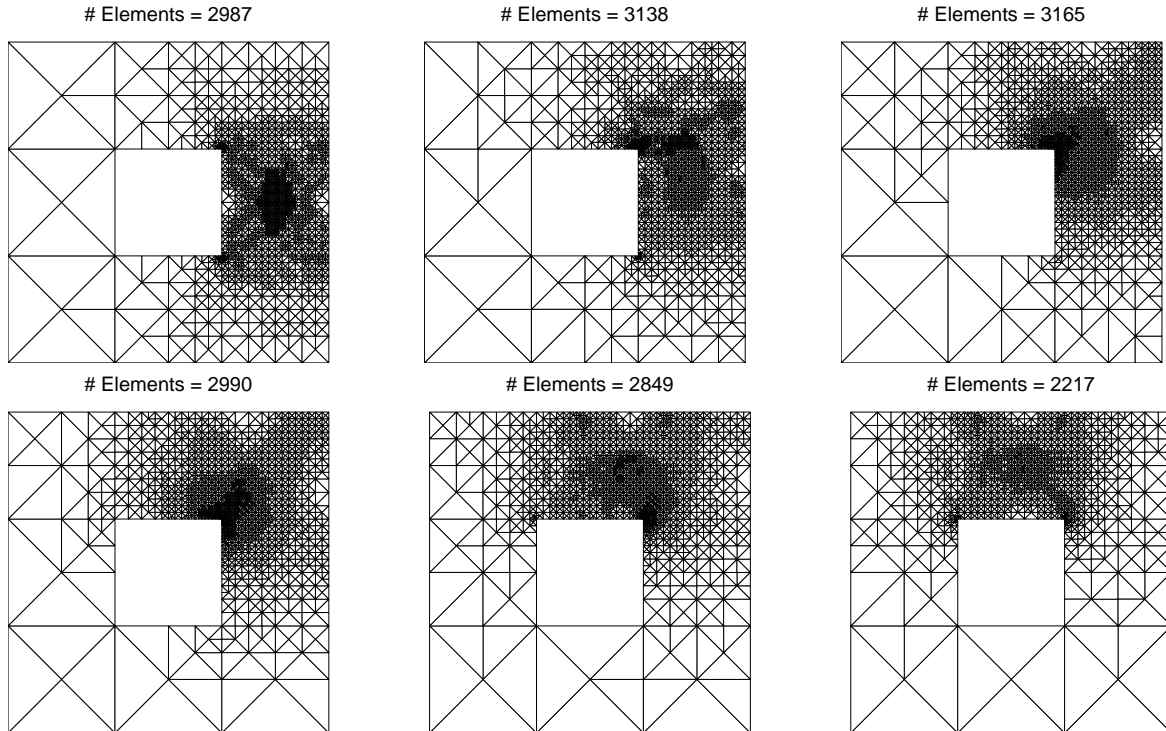 # Elements = 2987
# Elements = 3138
# Elements = 3165
# Elements = 2990
# Elements = 2849
# Elements = 2217